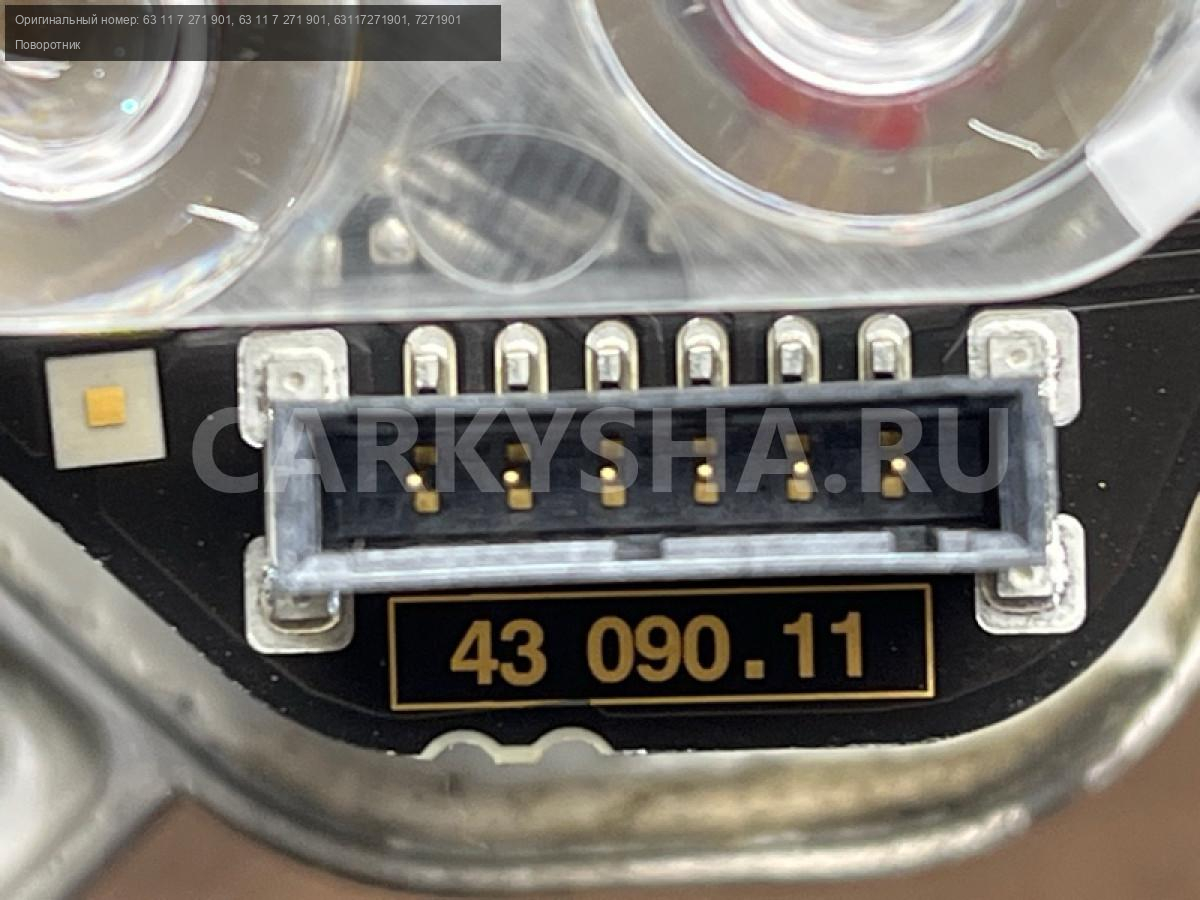 Оригинальный номер: 63 11 7 271 901, 63 11 7 271 901, 63117271901, 7271901
Поворотник
CARKYSHA.RU
43 090.11